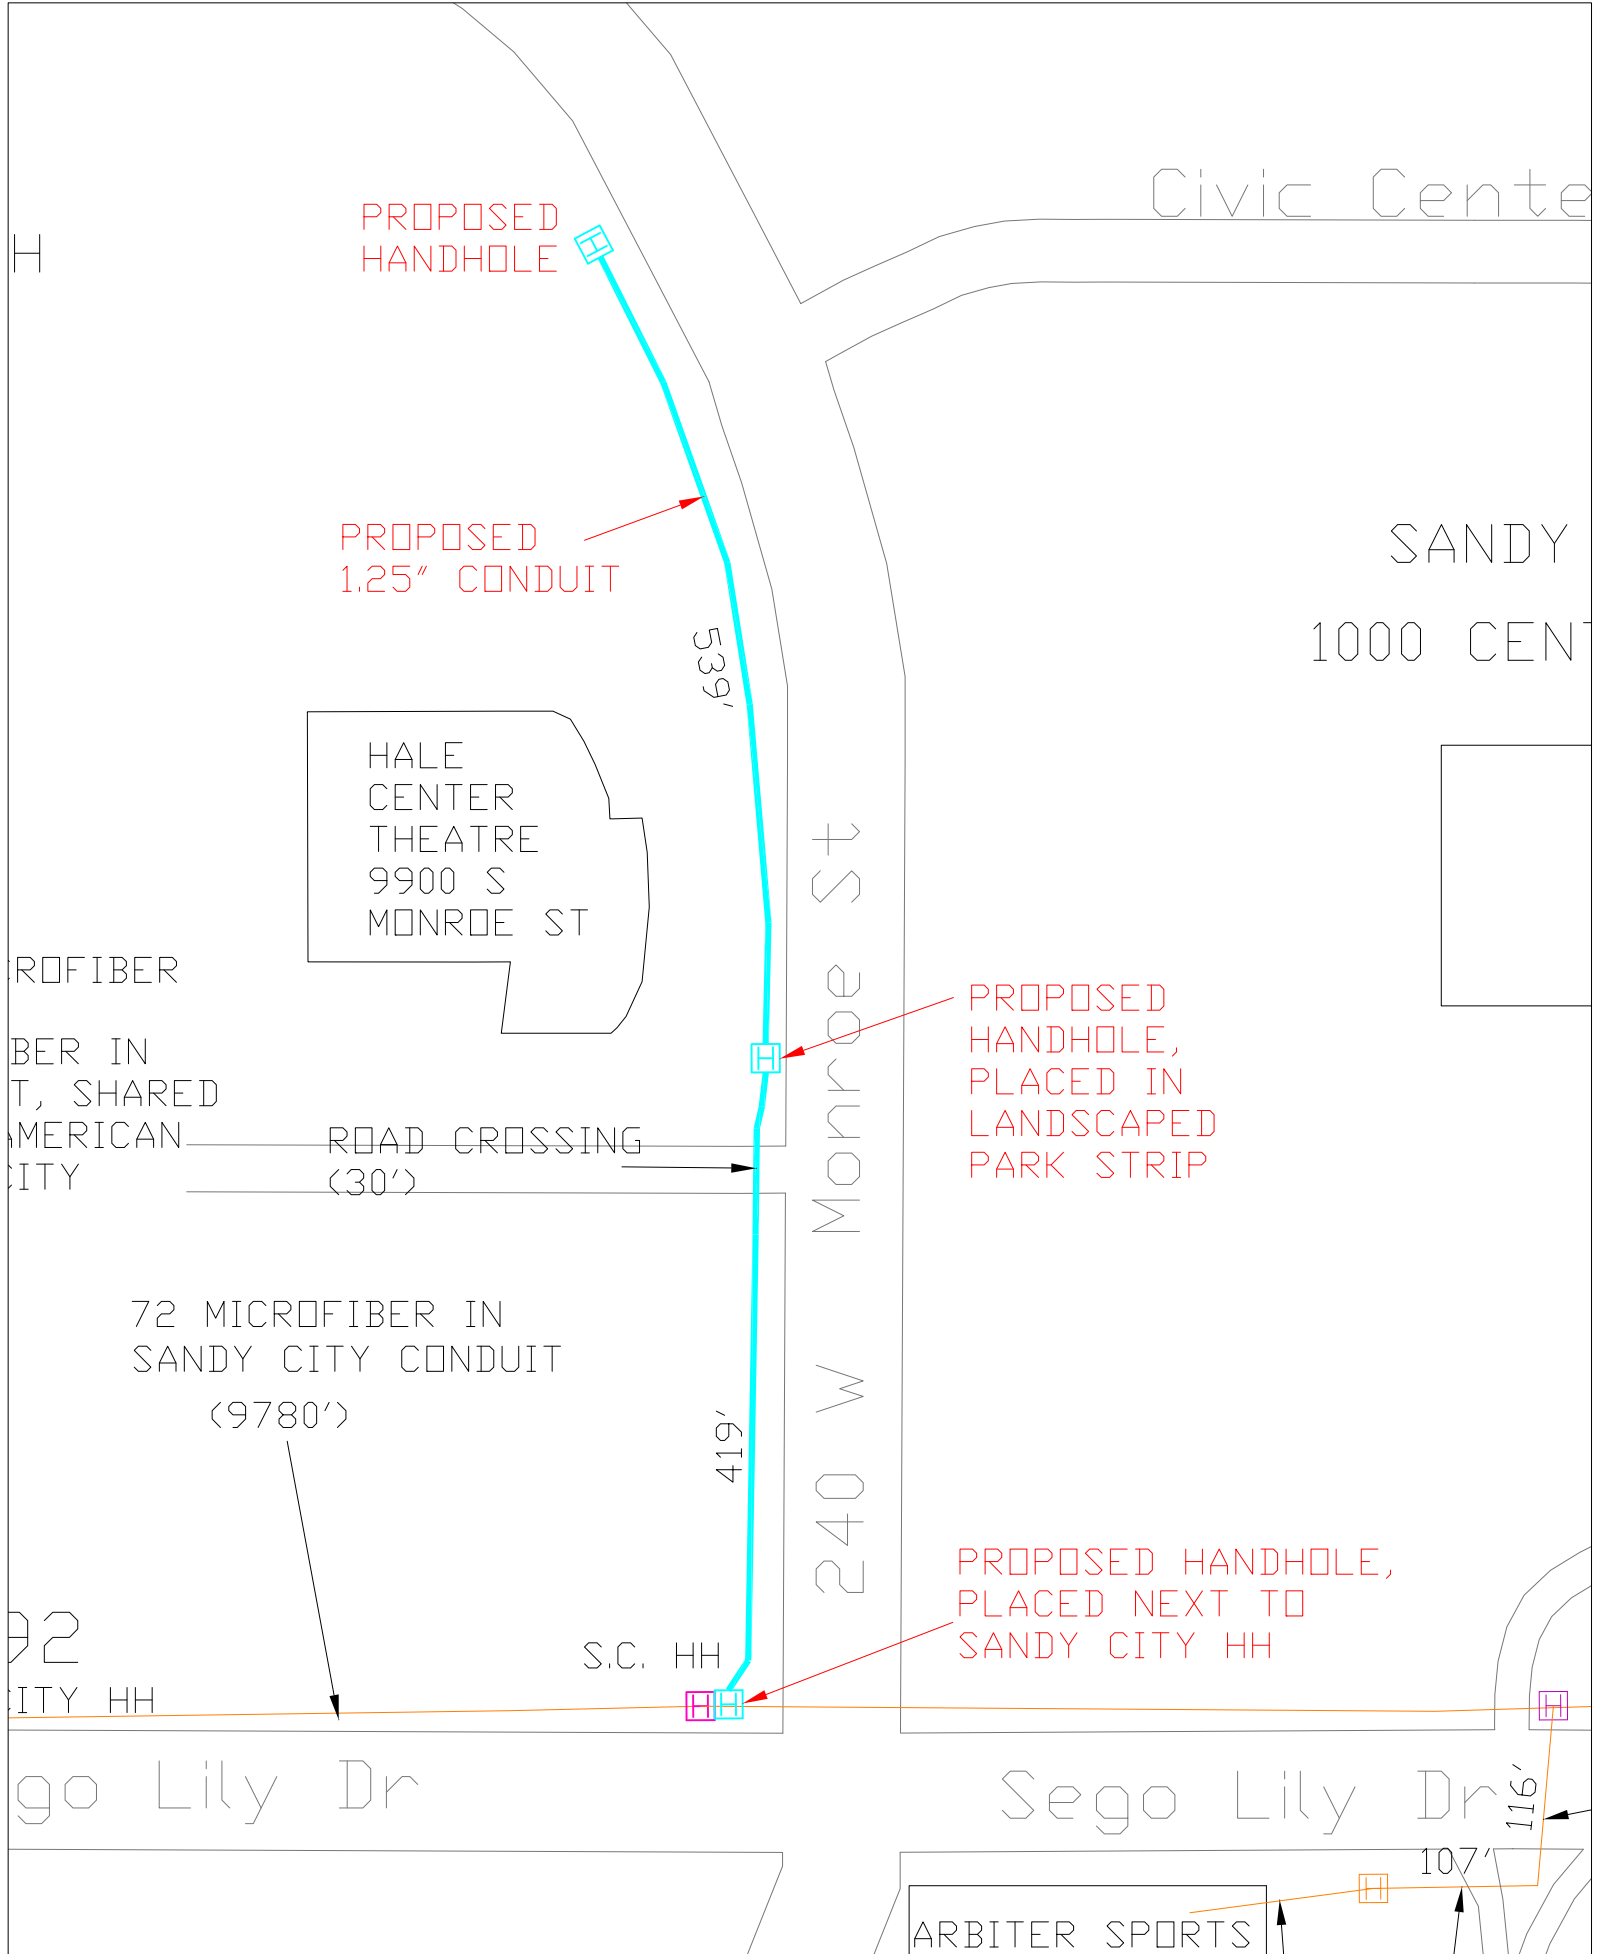 Civic Cente
PROPOSED
HANDHOLE
H
H
PROPOSED
1.25" CONDUIT
SANDY
1000 CEN
539'
HALE
CENTER
THEATRE
9900 S
MONROE ST
ROFIBER
BER IN
T, SHARED
AMERICAN
CITY
PROPOSED
HANDHOLE,
PLACED IN
LANDSCAPED
PARK STRIP
H
ROAD CROSSING
(30')
240 W Monroe St
72 MICROFIBER IN
SANDY CITY CONDUIT
(9780')
419'
PROPOSED HANDHOLE,
PLACED NEXT TO
SANDY CITY HH
92
S.C. HH
CITY HH
H
H
H
go Lily Dr
Sego Lily Dr
116'
107'
H
ARBITER SPORTS